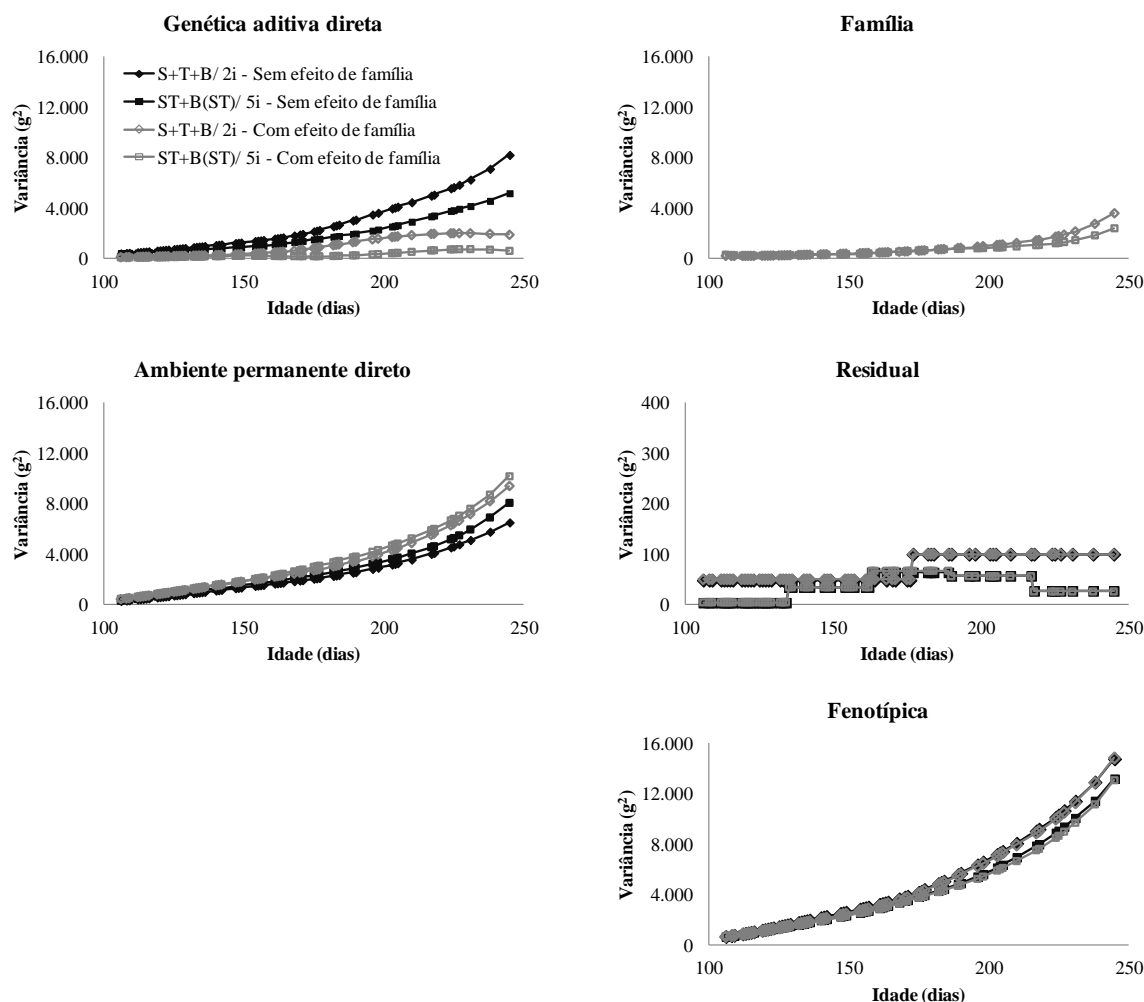 Genética aditiva direta
16.000
12.000
8.000
4.000
0
100 150 200 250
Variância (g²)
Idade (dias)
S+T+B/ 2i - Sem efeito de família
ST+B(ST)/ 5i - Sem efeito de família
S+T+B/ 2i - Com efeito de família
ST+B(ST)/ 5i - Com efeito de família
Família
16.000
12.000
8.000
4.000
0
100 150 200 250
Variância (g²)
Idade (dias)
Ambiente permanente direto
16.000
12.000
8.000
4.000
0
100 150 200 250
Variância (g²)
Idade (dias)
Residual
400
300
200
100
0
100 150 200 250
Variância (g²)
Idade (dias)
Fenotípica
16.000
12.000
8.000
4.000
0
100 150 200 250
Variância (g²)
Idade (dias)